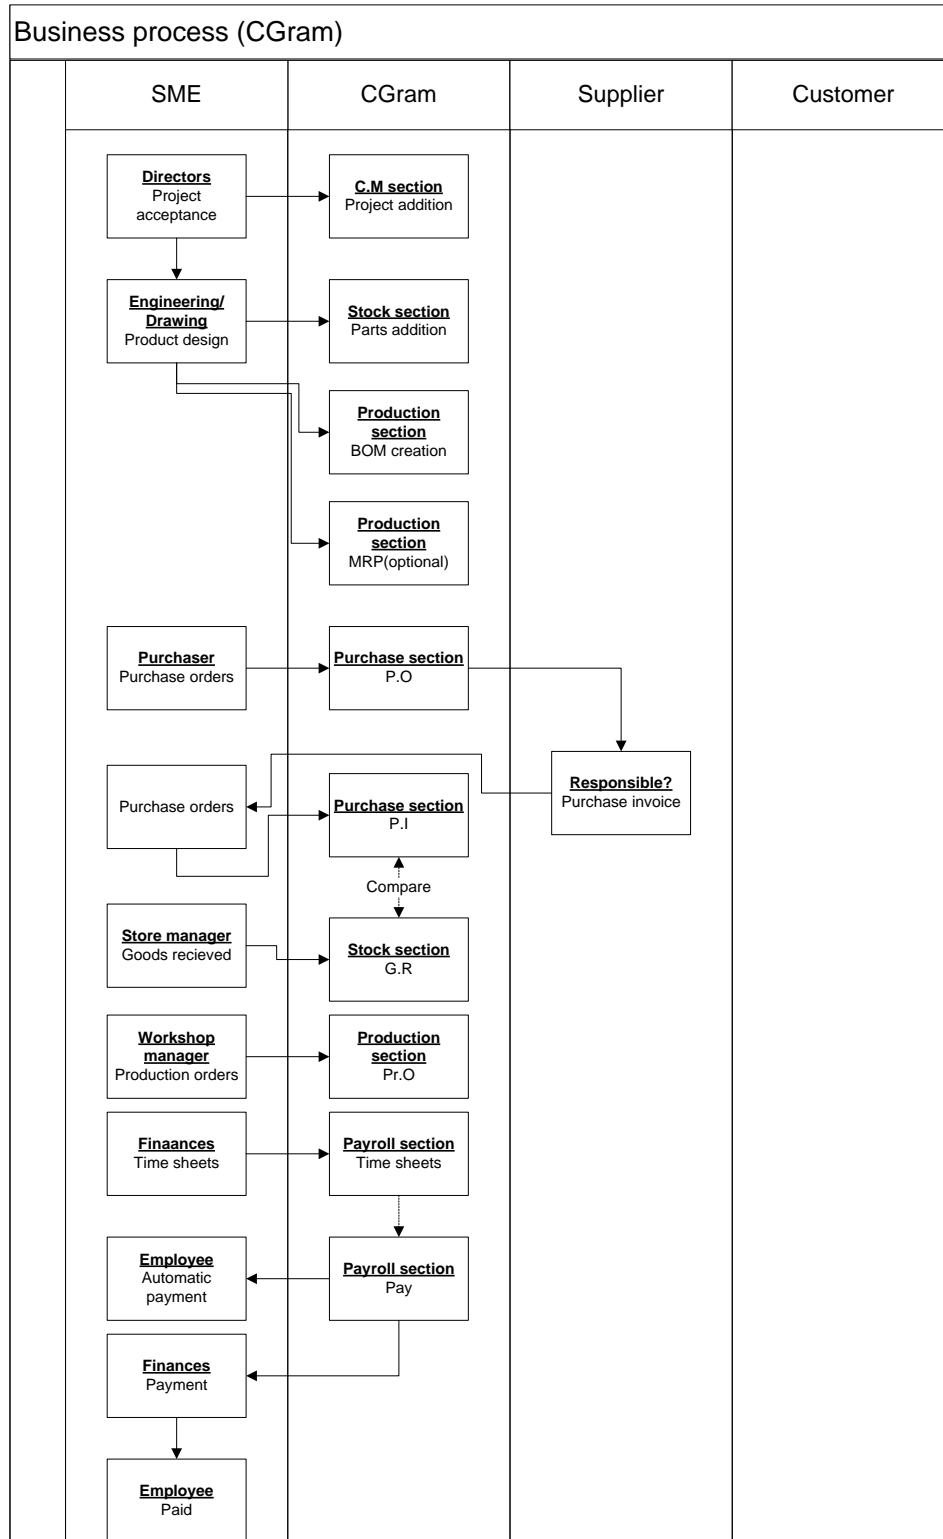 Business process (CGram)
SME
CGram
Supplier
Customer
Directors
Project
acceptance
C.M section
Project addition
Engineering/
Drawing
Product design
Stock section
Parts addition
Production
section
BOM creation
Production
section
MRP(optional)
Purchaser
Purchase orders
Purchase section
P.O
Responsible?
Purchase invoice
Purchase orders
Purchase section
P.I
Compare
Store manager
Goods recieved
Stock section
G.R
Workshop
manager
Production orders
Production
section
Pr.O
Finaances
Time sheets
Payroll section
Time sheets
Employee
Automatic
payment
Payroll section
Pay
Finances
Payment
Employee
Paid